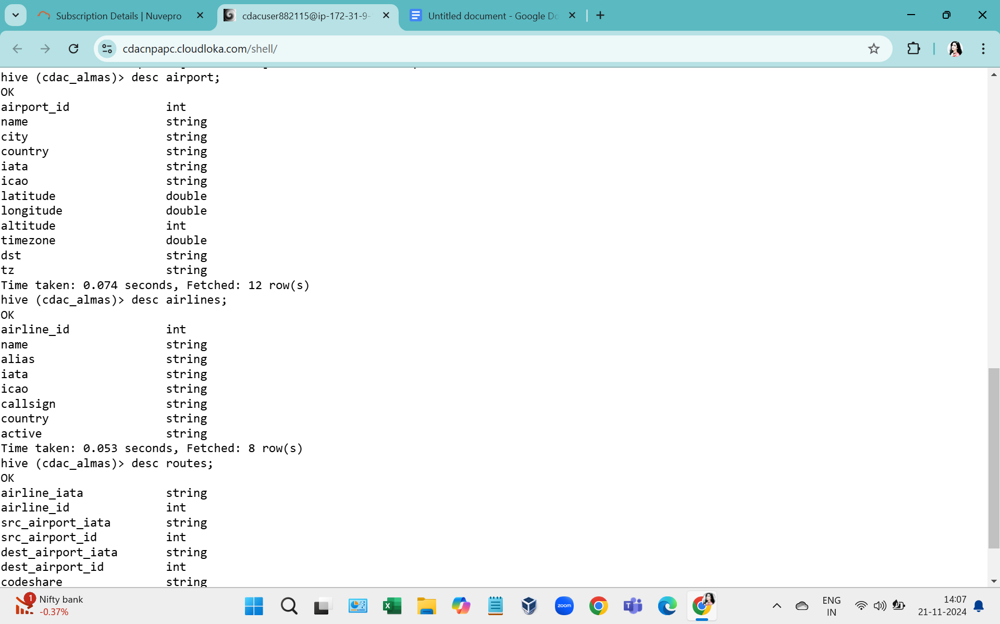 Subscription Details | Nuvepro
cdacuser882115@ip-172-31-9-
Untitled document - Google Do
cdacnpapc.cloudloka.com/shell/
hive (cdac_almas)> desc airport;
OK
airport_id int
name string
city string
country string
iata string
icao string
latitude double
longitude double
altitude int
timezone double
dst string
tz string
Time taken: 0.074 seconds, Fetched: 12 row(s)
hive (cdac_almas)> desc airlines;
OK
airline_id int
name string
alias string
iata string
icao string
callsign string
country string
active string
Time taken: 0.053 seconds, Fetched: 8 row(s)
hive (cdac_almas)> desc routes;
OK
airline_iata string
airline_id int
src_airport_iata string
src_airport_id int
dest_airport_iata string
dest_airport_id int
codeshare string
1
Nifty bank
-0.37%
zoom
ENG
IN
14:07
21-11-2024